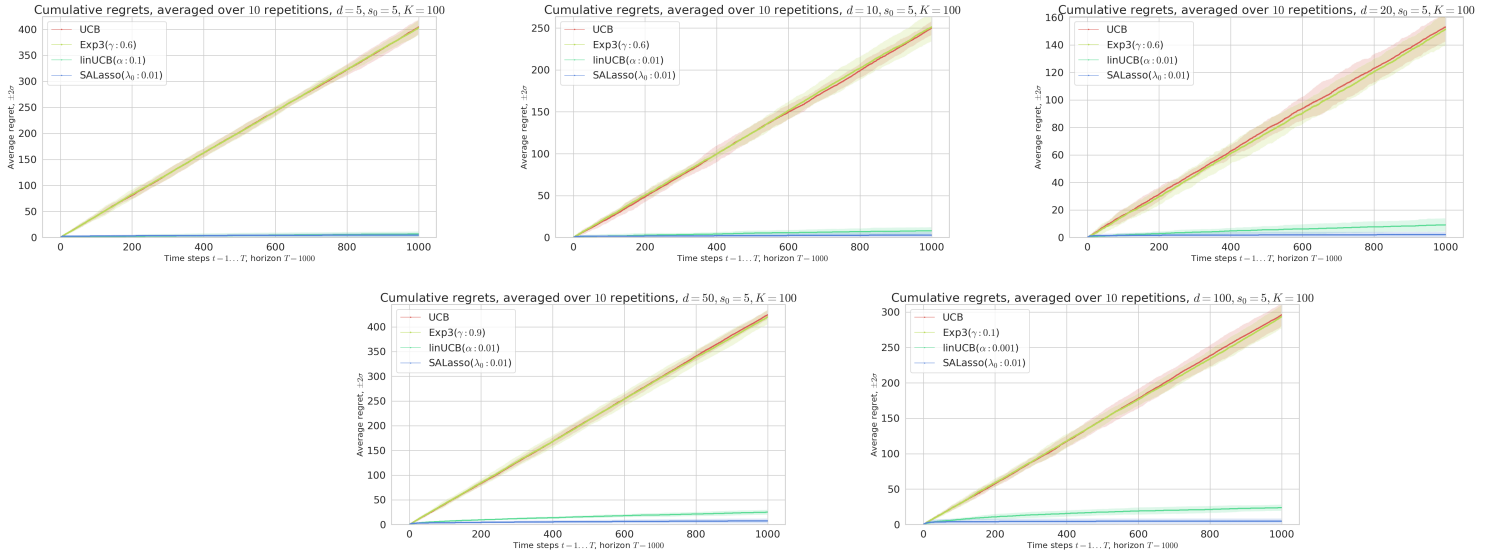 Cumulative regrets, averaged over 10 repetitions, d = 5, s₀ = 5, K = 100
Average regret, ±2σ
400
350
300
250
200
150
100
50
0
UCB
Exp3(γ : 0.6)
linUCB(α : 0.1)
SALasso(λ₀ : 0.01)
0 200 400 600 800 1000
Time steps t = 1...T, horizon T = 1000
Cumulative regrets, averaged over 10 repetitions, d = 10, s₀ = 5, K = 100
Average regret, ±2σ
250
200
150
100
50
0
UCB
Exp3(γ : 0.6)
linUCB(α : 0.01)
SALasso(λ₀ : 0.01)
0 200 400 600 800 1000
Time steps t = 1...T, horizon T = 1000
Cumulative regrets, averaged over 10 repetitions, d = 20, s₀ = 5, K = 100
Average regret, ±2σ
160
140
120
100
80
60
40
20
0
UCB
Exp3(γ : 0.6)
linUCB(α : 0.01)
SALasso(λ₀ : 0.01)
0 200 400 600 800 1000
Time steps t = 1...T, horizon T = 1000
Cumulative regrets, averaged over 10 repetitions, d = 50, s₀ = 5, K = 100
Average regret, ±2σ
400
350
300
250
200
150
100
50
0
UCB
Exp3(γ : 0.9)
linUCB(α : 0.01)
SALasso(λ₀ : 0.01)
0 200 400 600 800 1000
Time steps t = 1...T, horizon T = 1000
Cumulative regrets, averaged over 10 repetitions, d = 100, s₀ = 5, K = 100
Average regret, ±2σ
300
250
200
150
100
50
0
UCB
Exp3(γ : 0.1)
linUCB(α : 0.001)
SALasso(λ₀ : 0.01)
0 200 400 600 800 1000
Time steps t = 1...T, horizon T = 1000